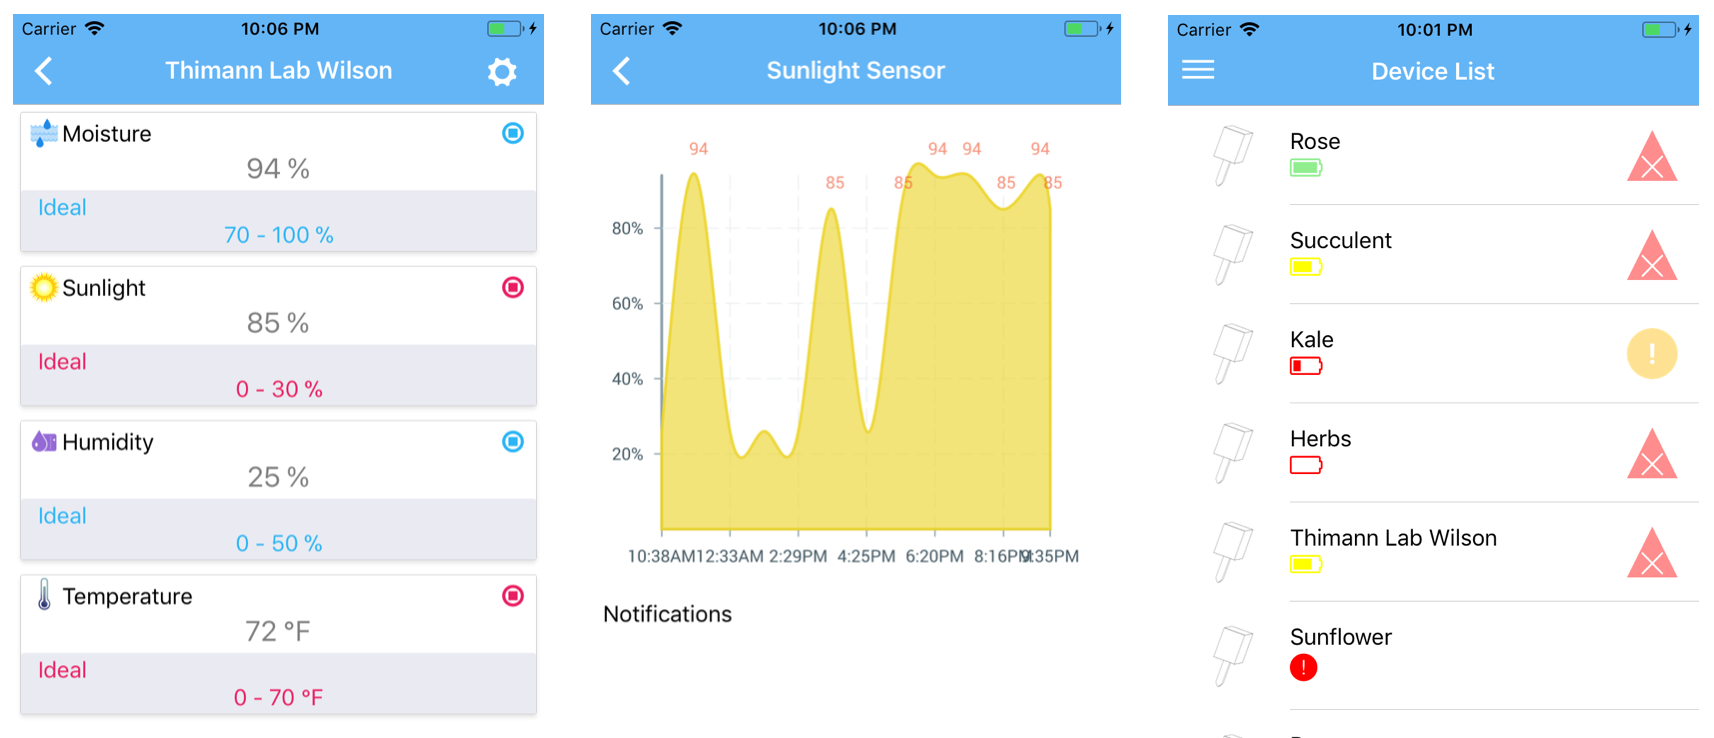 Carrier 10:06 PM
Thimann Lab Wilson
Moisture
94 %
Ideal
70 - 100 %
Sunlight
85 %
Ideal
0 - 30 %
Humidity
25 %
Ideal
0 - 50 %
Temperature
72 °F
Ideal
0 - 70 °F
Carrier 10:06 PM
Sunlight Sensor
94 94 94 94
85 85 85 85
80%
60%
40%
20%
10:38AM 12:33AM 2:29PM 4:25PM 6:20PM 8:16PM 9:35PM
Notifications
Carrier 10:01 PM
Device List
Rose
Succulent
Kale
!
Herbs
Thimann Lab Wilson
Sunflower
!